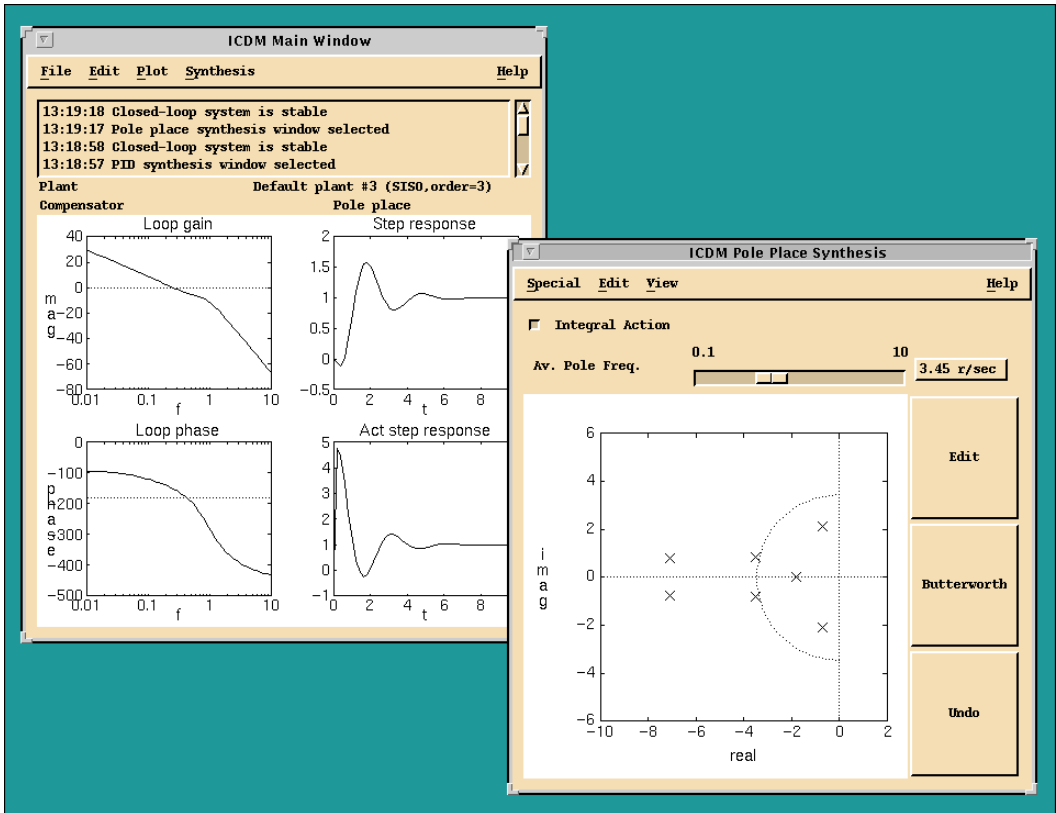 ICDM Main Window
File Edit Plot Synthesis Help
13:19:18 Closed-loop system is stable
13:19:17 Pole place synthesis window selected
13:18:58 Closed-loop system is stable
13:18:57 PID synthesis window selected
Plant Default plant #3 (SISO,order=3)
Compensator Pole place
Loop gain
40
20
0
-20
-40
-60
-80
mag
0.01 0.1 1 10
f
Step response
2
1.5
1
0.5
0
-0.5
0 2 4 6 8
t
Loop phase
0
-100
-200
-300
-400
-500
phase
0.01 0.1 1 10
f
Act step response
5
4
3
2
1
0
-1
0 2 4 6 8
t
ICDM Pole Place Synthesis
Special Edit View Help
Integral Action
0.1 10
Av. Pole Freq. 3.45 r/sec
6
4
2
0
-2
-4
-6
imag
-10 -8 -6 -4 -2 0 2
real
Edit
Butterworth
Undo